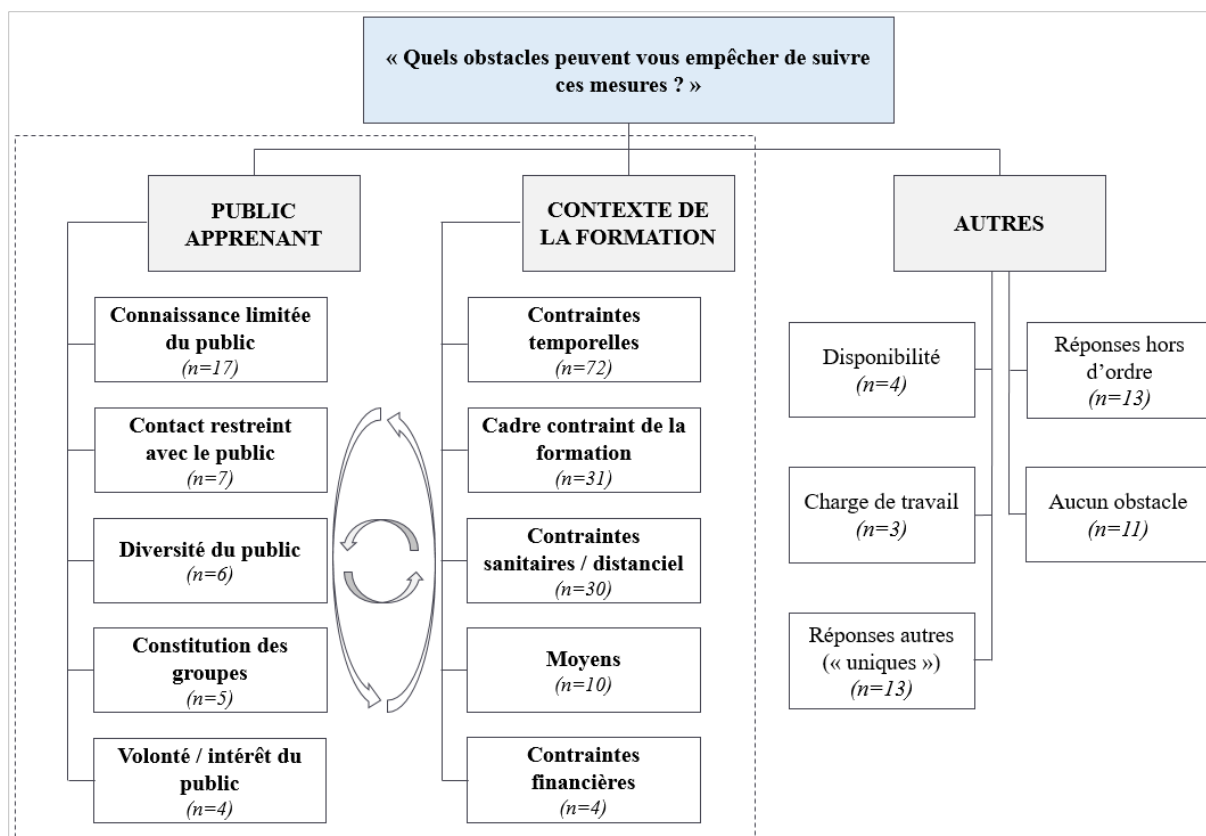 « Quels obstacles peuvent vous empêcher de suivre
ces mesures ? »
PUBLIC
APPRENANT
Connaissance limitée
du public
(n=17)
Contact restreint
avec le public
(n=7)
Diversité du public
(n=6)
Constitution des
groupes
(n=5)
Volonté / intérêt du
public
(n=4)
CONTEXTE DE
LA FORMATION
Contraintes
temporelles
(n=72)
Cadre contraint de la
formation
(n=31)
Contraintes
sanitaires / distanciel
(n=30)
Moyens
(n=10)
Contraintes
financières
(n=4)
AUTRES
Disponibilité
(n=4)
Charge de travail
(n=3)
Réponses autres
(« uniques »)
(n=13)
Réponses hors
d’ordre
(n=13)
Aucun obstacle
(n=11)